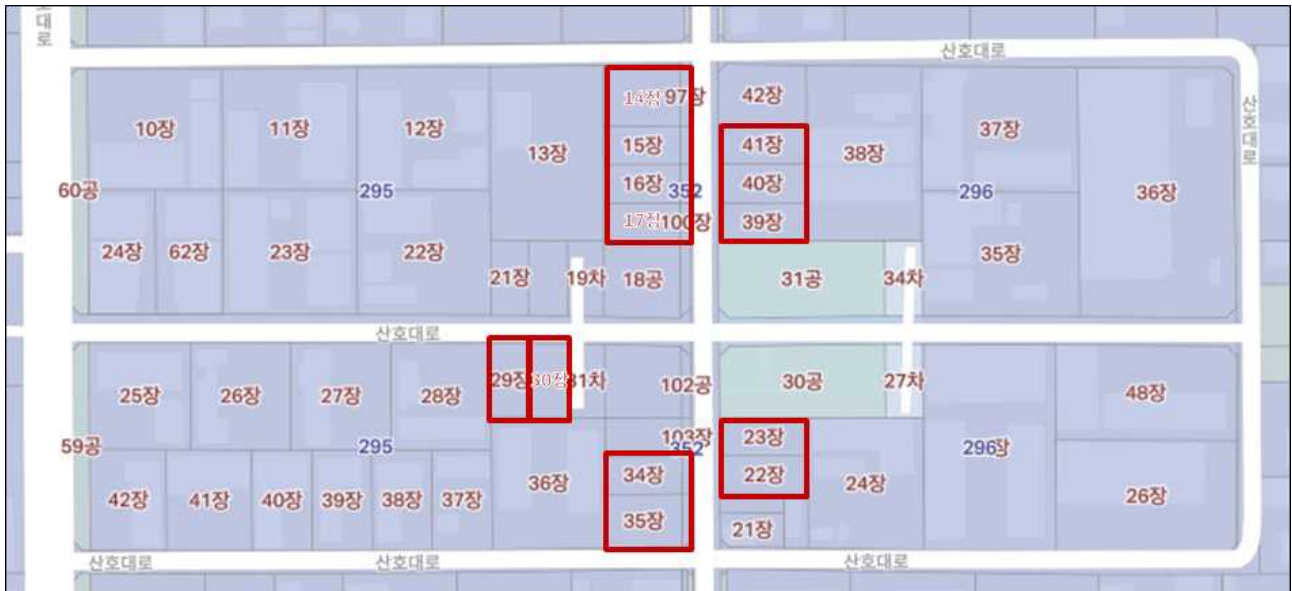 대로
산호대로
14장 97장
42장
37장
산호대로
10장
11장
12장
13장
15장
41장
38장
16장
40장
60공
295
352
296
36장
17장 100장
39장
24장
62장
23장
22장
35장
21장
19차
18공
31공
34차
산호대로
29장
30장
31차
102공
30공
27차
25장
26장
27장
28장
48장
59공
295
103장
352
23장
296장
42장
41장
40장
39장
38장
37장
36장
34장
22장
24장
26장
35장
21장
산호대로
산호대로
산호대로